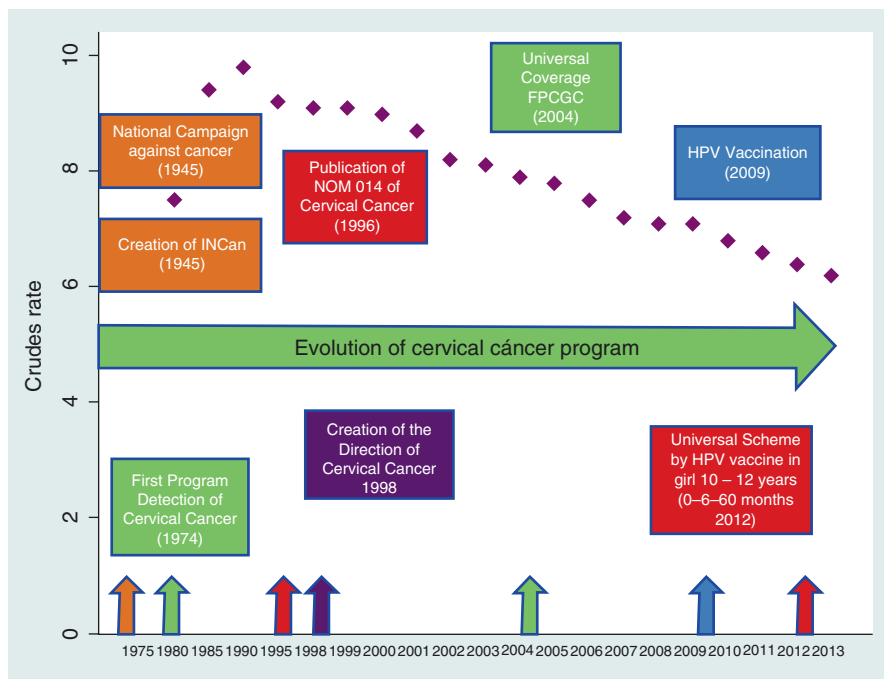 10
8
6
4
2
0
Crudes rate
National Campaign
against cancer
(1945)
Creation of INCan
(1945)
Publication of
NOM 014 of
Cervical Cancer
(1996)
Universal
Coverage
FPCGC
(2004)
HPV Vaccination
(2009)
Evolution of cervical cáncer program
First Program
Detection of
Cervical Cancer
(1974)
Creation of the
Direction of
Cervical Cancer
1998
Universal Scheme
by HPV vaccine in
girl 10 – 12 years
(0–6–60 months
2012)
1975 1980 1985 1990 1995 1998 1999 2000 2001 2002 2003 2004 2005 2006 2007 2008 2009 2010 2011 2012 2013